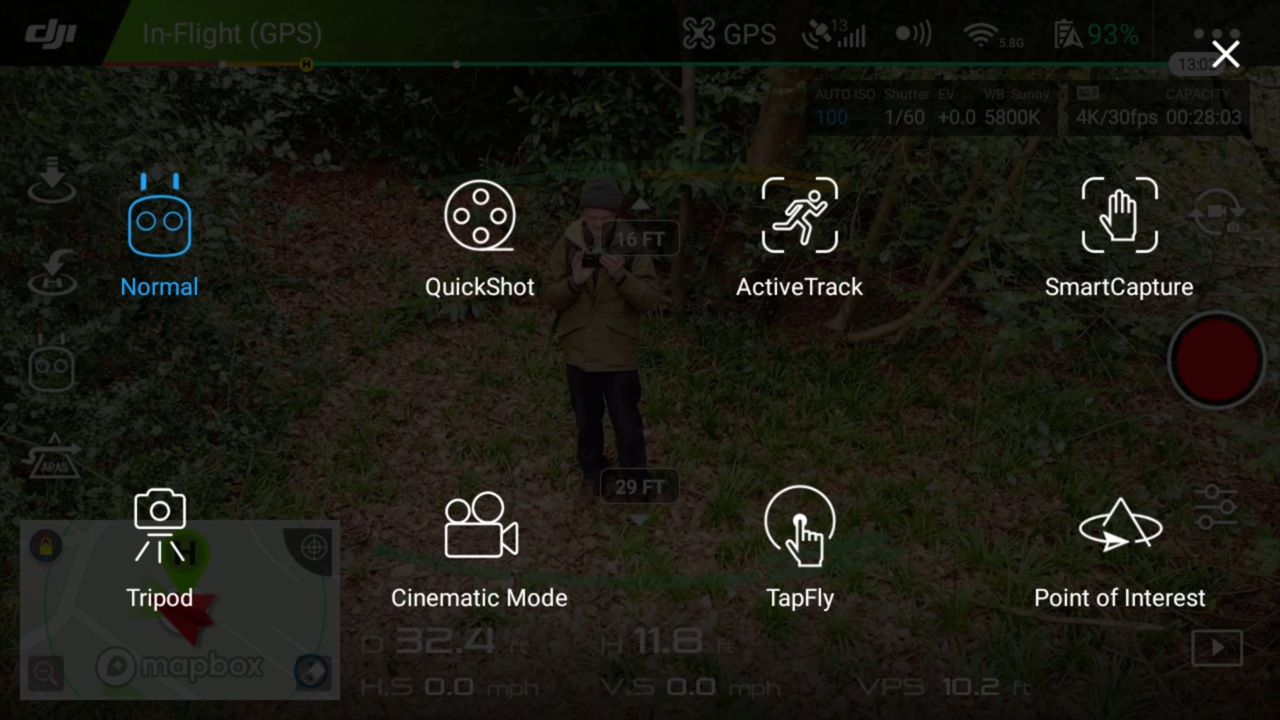 dji In-Flight (GPS) GPS 13 5.8G 93%
H 13:02
AUTO ISO Shutter EV WB Sunny CAPACITY
100 1/60 +0.0 5800K 4K/30fps 00:28:03
16 FT
Normal QuickShot ActiveTrack SmartCapture
APAS
29 FT
H
Tripod Cinematic Mode TapFly Point of Interest
D 32.4 ft H 11.8 ft
mapbox
H.S 0.0 mph V.S 0.0 mph VPS 10.2 ft